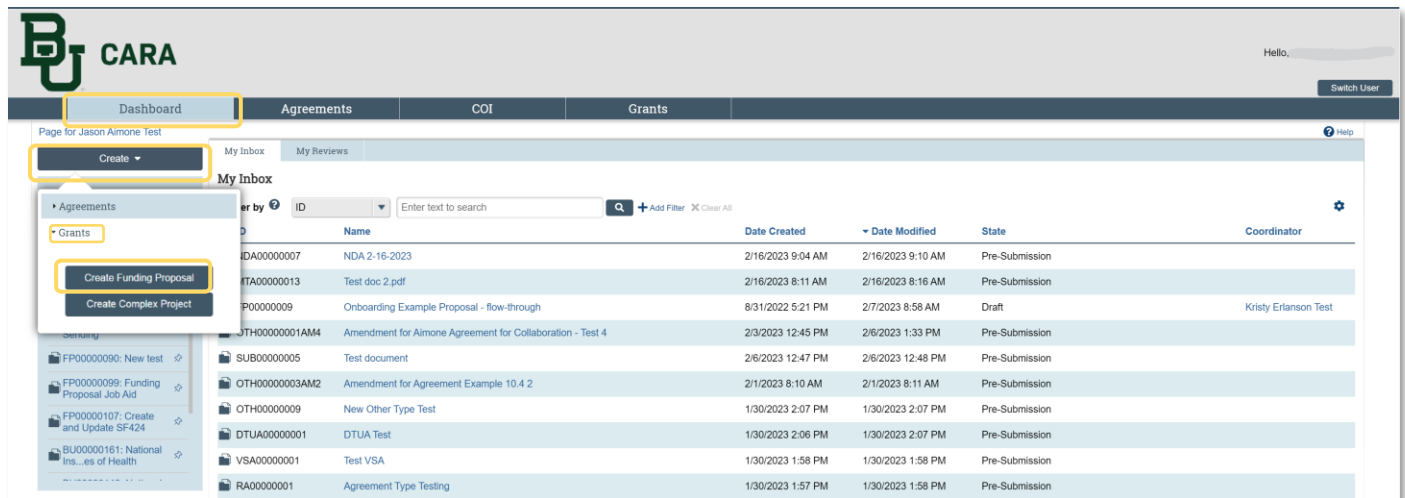 BU CARA
Hello,
Switch User
Dashboard Agreements COI Grants
Page for Jason Aimone Test
Help
Create
My Inbox My Reviews
My Inbox
er by ? ID Enter text to search + Add Filter X Clear All
Agreements
Grants
Create Funding Proposal
Create Complex Project
Sending
FP00000090: New test
FP00000099: Funding
Proposal Job Aid
FP00000107: Create
and Update SF424
BU00000161: National
Ins...es of Health
D Name Date Created Date Modified State Coordinator
NDA00000007 NDA 2-16-2023 2/16/2023 9:04 AM 2/16/2023 9:10 AM Pre-Submission
MTA00000013 Test doc 2.pdf 2/16/2023 8:11 AM 2/16/2023 8:16 AM Pre-Submission
FP00000009 Onboarding Example Proposal - flow-through 8/31/2022 5:21 PM 2/7/2023 8:58 AM Draft Kristy Erlanson Test
OTH00000001AM4 Amendment for Aimone Agreement for Collaboration - Test 4 2/3/2023 12:45 PM 2/6/2023 1:33 PM Pre-Submission
SUB00000005 Test document 2/6/2023 12:47 PM 2/6/2023 12:48 PM Pre-Submission
OTH00000003AM2 Amendment for Agreement Example 10.4 2 2/1/2023 8:10 AM 2/1/2023 8:11 AM Pre-Submission
OTH00000009 New Other Type Test 1/30/2023 2:07 PM 1/30/2023 2:07 PM Pre-Submission
DTUA00000001 DTUA Test 1/30/2023 2:06 PM 1/30/2023 2:06 PM Pre-Submission
VSA00000001 Test VSA 1/30/2023 1:58 PM 1/30/2023 1:58 PM Pre-Submission
RA00000001 Agreement Type Testing 1/30/2023 1:57 PM 1/30/2023 1:58 PM Pre-Submission